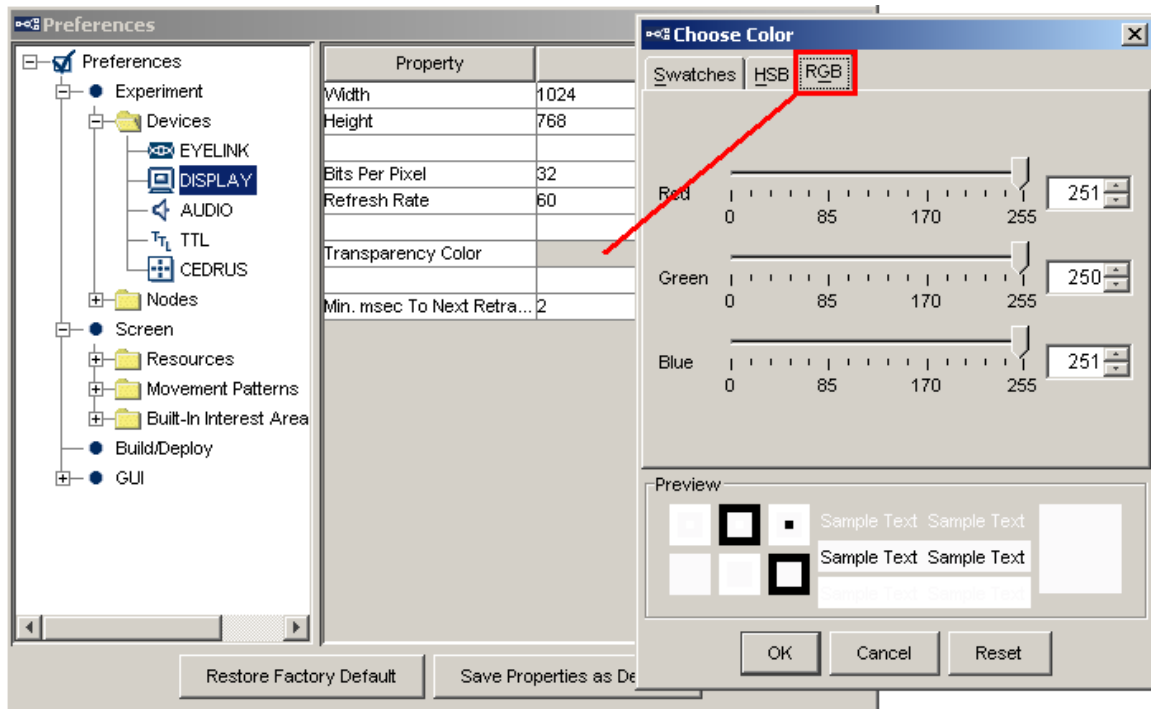 Preferences
Preferences
Experiment
Devices
EYELINK
DISPLAY
AUDIO
TTL
CEDRUS
Nodes
Screen
Resources
Movement Patterns
Built-In Interest Area
Build/Deploy
GUI
Property
Width 1024
Height 768
Bits Per Pixel 32
Refresh Rate 60
Transparency Color
Min. msec To Next Retra... 2
Restore Factory Default
Save Properties as De
Choose Color
Swatches HSB RGB
Red 251
0 85 170 255
Green 250
0 85 170 255
Blue 251
0 85 170 255
Preview
Sample Text Sample Text
Sample Text Sample Text
Sample Text Sample Text
OK Cancel Reset